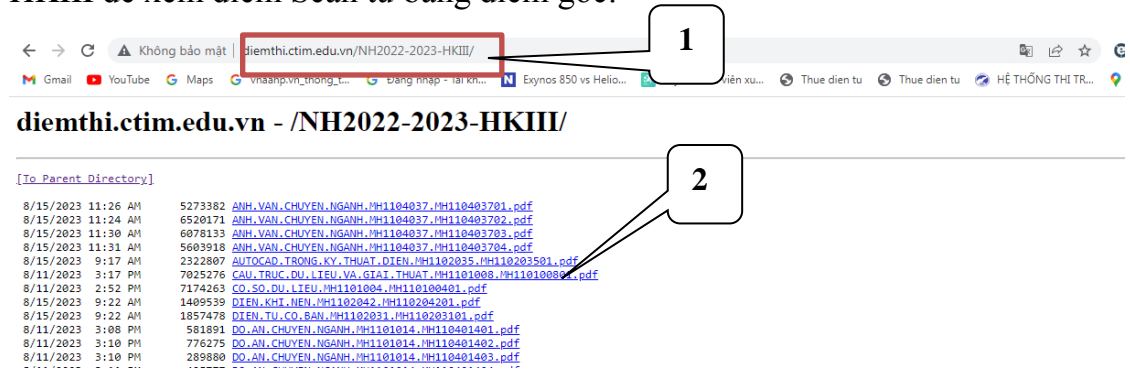 HKIII để xem điểm Scan từ bảng điểm gốc.
1
Không bảo mật | diemthi.ctim.edu.vn/NH2022-2023-HKIII/
Gmail YouTube Maps vnaahp.vn_thong_t... Đăng nhập - Tài kh... Exynos 850 vs Helio... viên xu... Thue dien tu Thue dien tu HỆ THỐNG THI TR...
diemthi.ctim.edu.vn - /NH2022-2023-HKIII/
2
[To Parent Directory]
8/15/2023 11:26 AM 5273382 ANH.VAN.CHUYEN.NGANH.MH1104037.MH110403701.pdf
8/15/2023 11:24 AM 6520171 ANH.VAN.CHUYEN.NGANH.MH1104037.MH110403702.pdf
8/15/2023 11:30 AM 6078133 ANH.VAN.CHUYEN.NGANH.MH1104037.MH110403703.pdf
8/15/2023 11:31 AM 5603918 ANH.VAN.CHUYEN.NGANH.MH1104037.MH110403704.pdf
8/15/2023 9:17 AM 2322807 AUTOCAD.TRONG.KY.THUAT.DIEN.MH1102035.MH110203501.pdf
8/11/2023 3:17 PM 7025276 CAU.TRUC.DU.LIEU.VA.GIAI.THUAT.MH1101008.MH110100801.pdf
8/11/2023 2:52 PM 7174263 CO.SO.DU.LIEU.MH1101004.MH110100401.pdf
8/15/2023 9:22 AM 1409539 DIEN.KHI.NEN.MH1102042.MH110204201.pdf
8/15/2023 9:22 AM 1857478 DIEN.TU.CO.BAN.MH1102031.MH110203101.pdf
8/11/2023 3:08 PM 581891 DO.AN.CHUYEN.NGANH.MH1101014.MH110401401.pdf
8/11/2023 3:10 PM 776275 DO.AN.CHUYEN.NGANH.MH1101014.MH110401402.pdf
8/11/2023 3:10 PM 289880 DO.AN.CHUYEN.NGANH.MH1101014.MH110401403.pdf